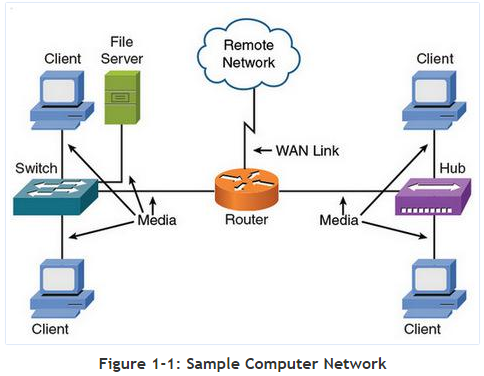 Client
File
Server
Remote
Network
Client
WAN Link
Switch
Hub
Media
Router
Media
Client
Client
Figure 1-1: Sample Computer Network